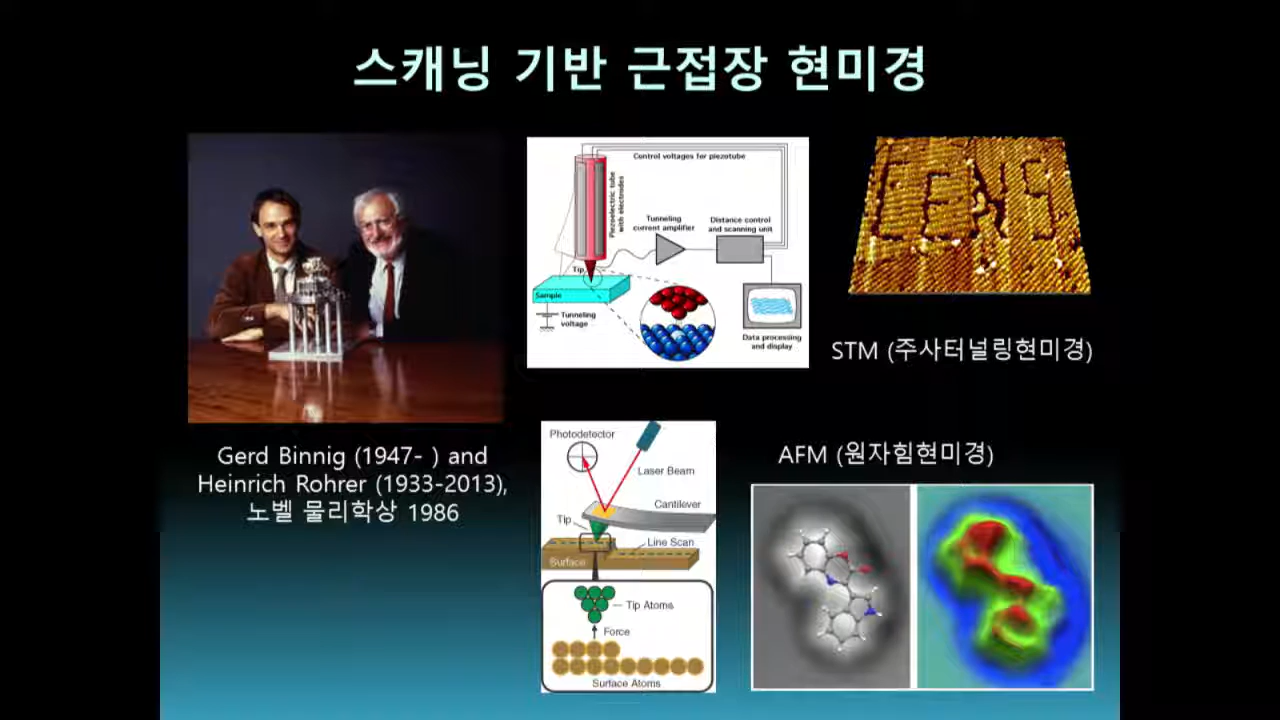 스캐닝 기반 근접장 현미경
Control voltages for piezotube
Piezoelectric tube
with electrodes
Tunneling
current amplifier
Distance control
and scanning unit
Tip
Sample
Tunneling
voltage
Data processing
and display
STM (주사터널링현미경)
Gerd Binnig (1947- ) and
Heinrich Rohrer (1933-2013),
노벨 물리학상 1986
Photodetector
Laser Beam
Cantilever
Tip
Line Scan
Surface
Tip Atoms
Force
Surface Atoms
AFM (원자힘현미경)